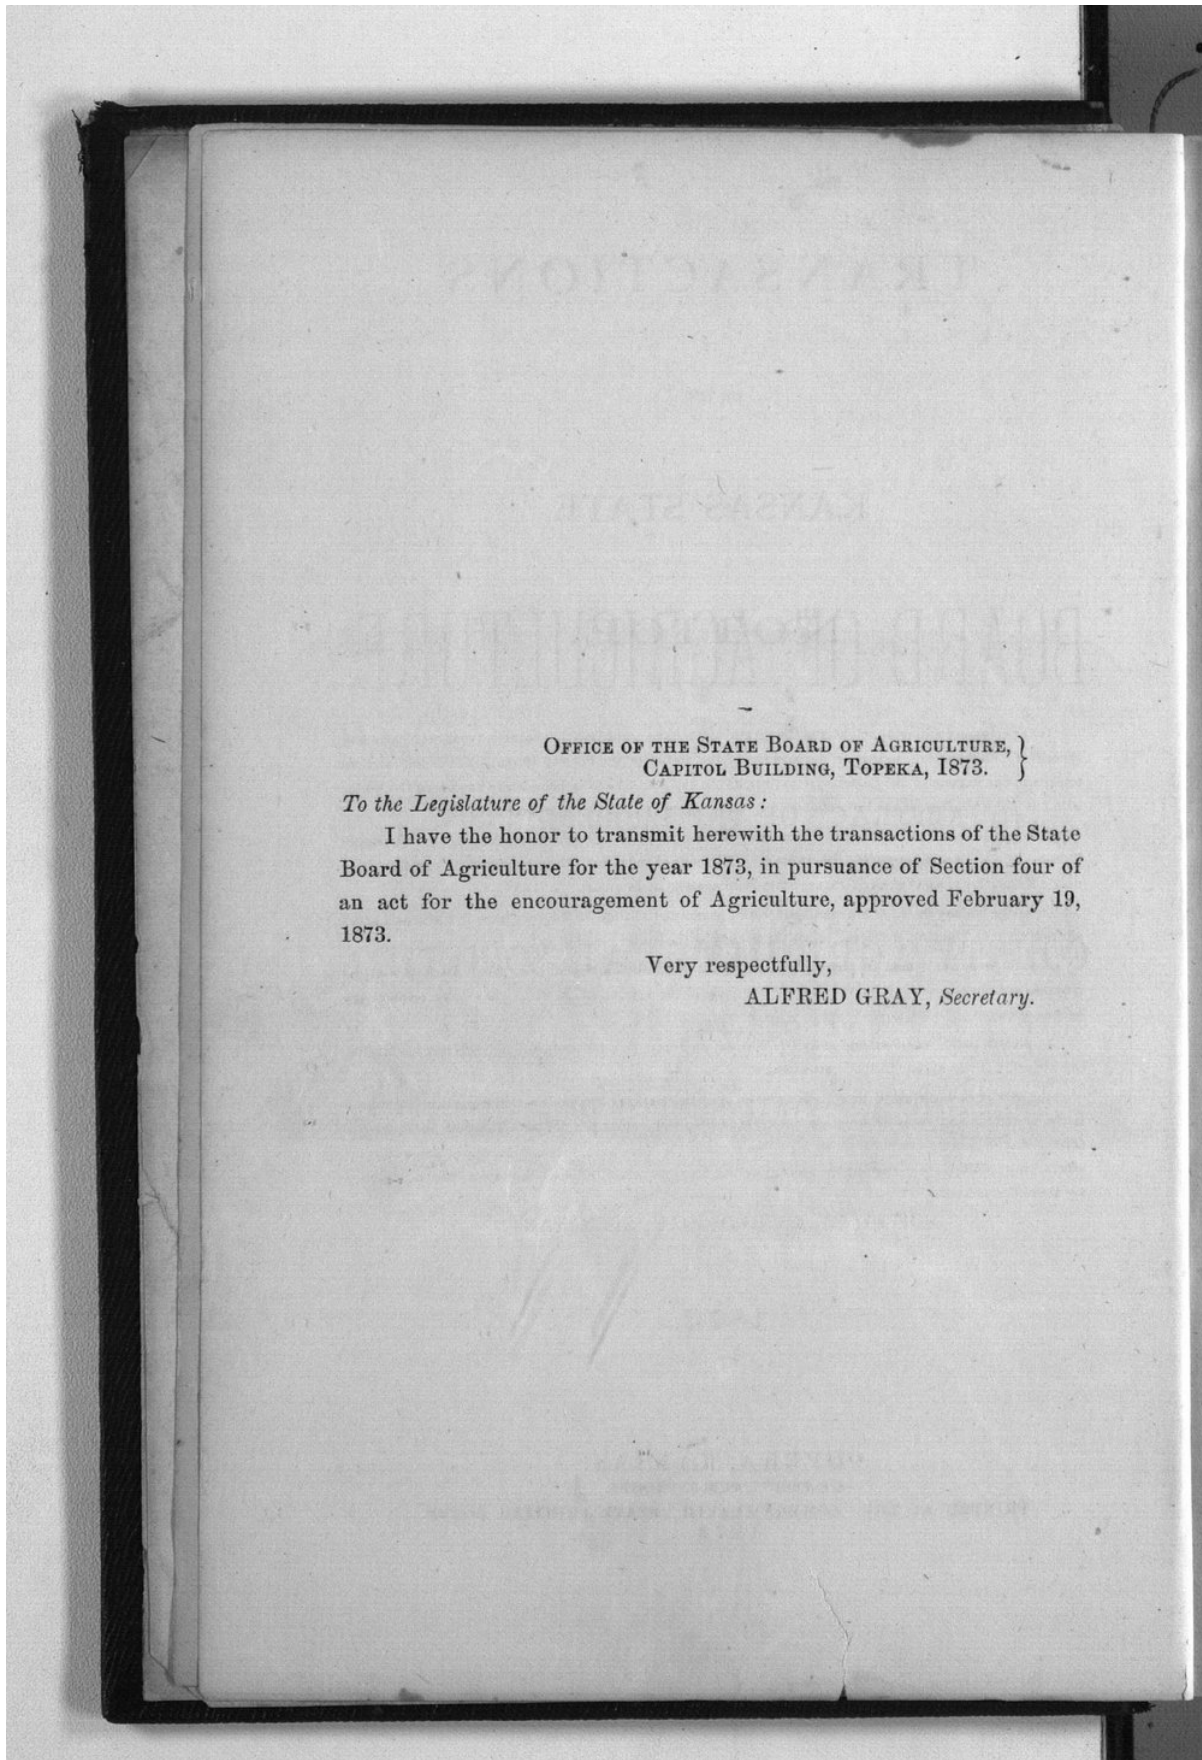 OFFICE OF THE STATE BOARD OF AGRICULTURE, }
CAPITOL BUILDING, TOPEKA, 1873. }
To the Legislature of the State of Kansas:
I have the honor to transmit herewith the transactions of the State
Board of Agriculture for the year 1873, in pursuance of Section four of
an act for the encouragement of Agriculture, approved February 19,
1873.
Very respectfully,
ALFRED GRAY, Secretary.